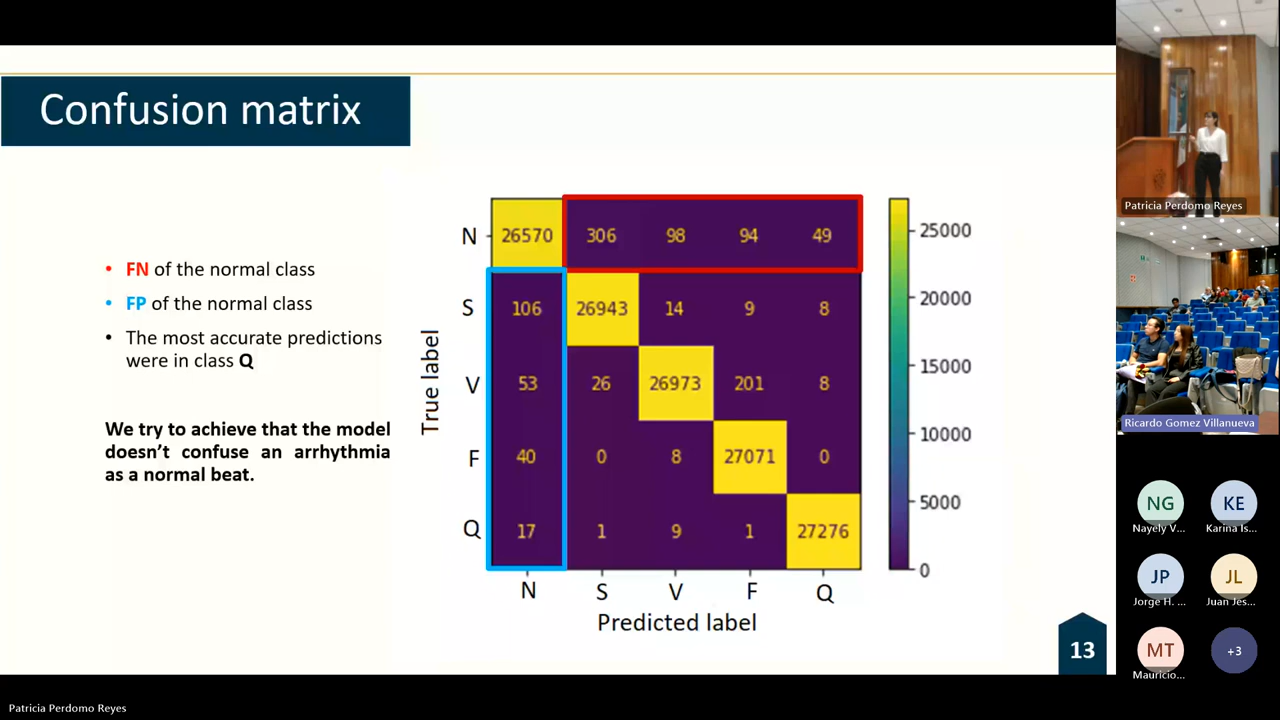 Confusion matrix
• FN of the normal class
• FP of the normal class
• The most accurate predictions
were in class Q
We try to achieve that the model
doesn't confuse an arrhythmia
as a normal beat.
True label
N 26570 306 98 94 49
S 106 26943 14 9 8
V 53 26 26973 201 8
F 40 0 8 27071 0
Q 17 1 9 1 27276
N S V F Q
Predicted label
25000
20000
15000
10000
5000
0
13
Patricia Perdomo Reyes
Ricardo Gomez Villanueva
NG KE
Nayely V... Karina Is...
JP JL
Jorge H. ... Juan Jes...
MT +3
Mauricio...
Patricia Perdomo Reyes